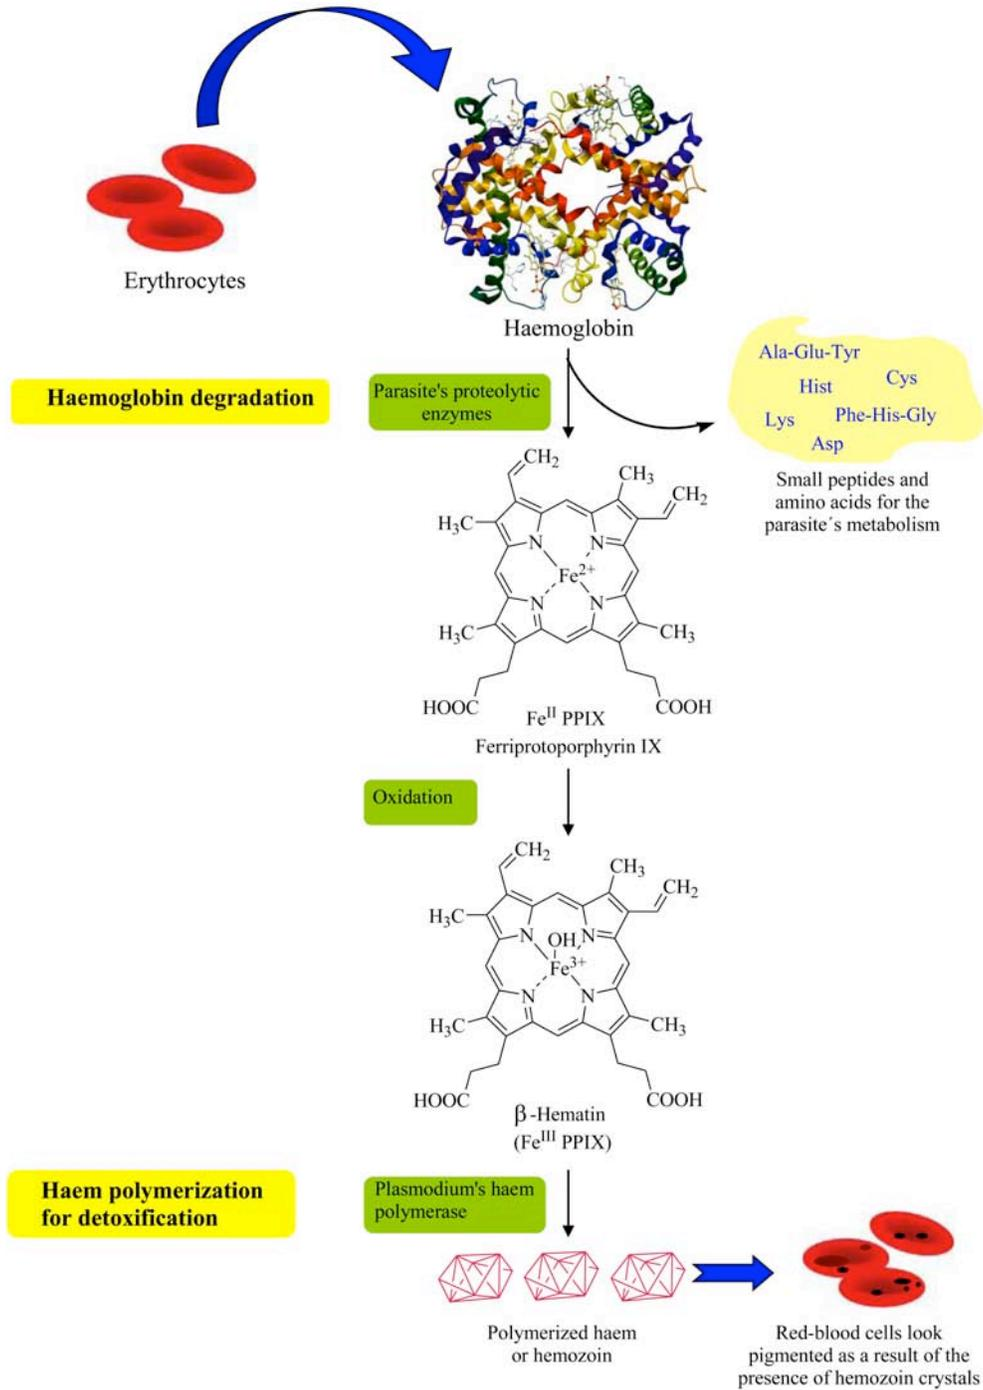 Erythrocytes
Haemoglobin
Haemoglobin degradation
Parasite's proteolytic
enzymes
Ala-Glu-Tyr
Hist
Cys
Lys
Phe-His-Gly
Asp
Small peptides and
amino acids for the
parasite´s metabolism
CH2
CH3
CH2
H3C
N
N
Fe2+
N
N
H3C
CH3
HOOC
COOH
FeII PPIX
Ferriprotoporphyrin IX
Oxidation
CH2
CH3
CH2
H3C
N
OH
N
Fe3+
N
N
H3C
CH3
HOOC
COOH
β-Hematin
(FeIII PPIX)
Haem polymerization
for detoxification
Plasmodium's haem
polymerase
Polymerized haem
or hemozoin
Red-blood cells look
pigmented as a result of the
presence of hemozoin crystals